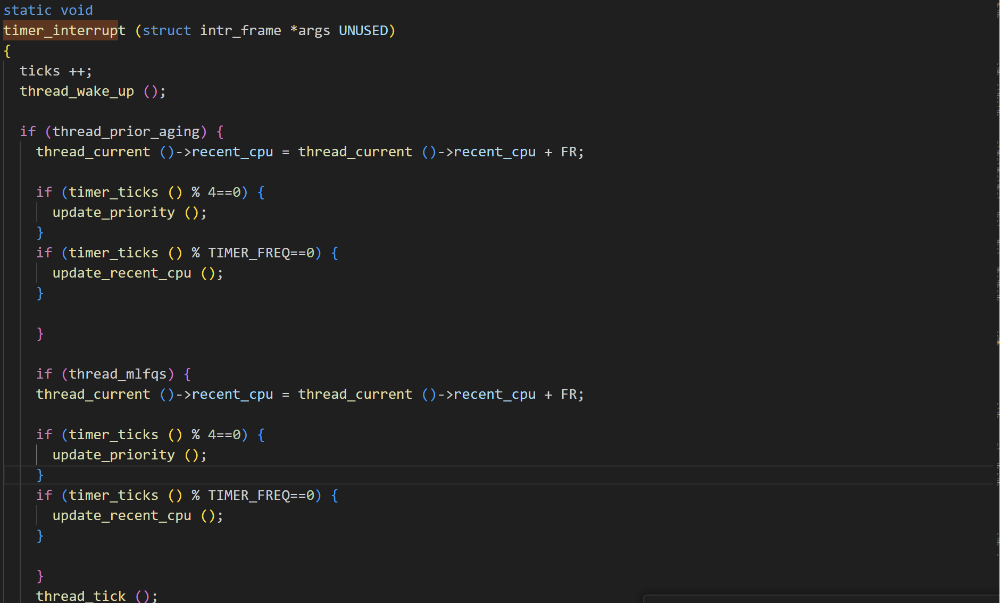 static void
timer_interrupt (struct intr_frame *args UNUSED)
{
ticks ++;
thread_wake_up ();
if (thread_prior_aging) {
thread_current ()->recent_cpu = thread_current ()->recent_cpu + FR;
if (timer_ticks () % 4==0) {
update_priority ();
}
if (timer_ticks () % TIMER_FREQ==0) {
update_recent_cpu ();
}
}
if (thread_mlfqs) {
thread_current ()->recent_cpu = thread_current ()->recent_cpu + FR;
if (timer_ticks () % 4==0) {
update_priority ();
}
if (timer_ticks () % TIMER_FREQ==0) {
update_recent_cpu ();
}
}
thread_tick ();